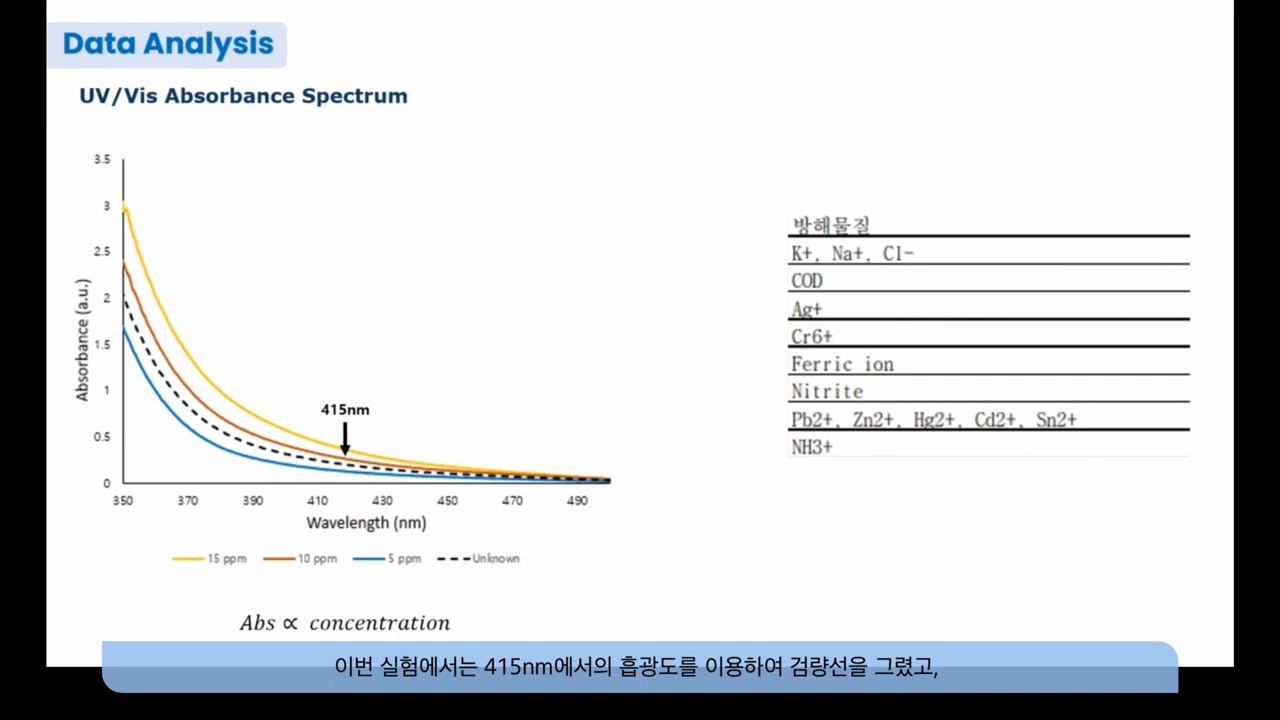 Data Analysis
UV/Vis Absorbance Spectrum
3.5
3
2.5
2
1.5
1
0.5
0
Absorbance (a.u.)
415nm
350 370 390 410 430 450 470 490
Wavelength (nm)
15 ppm 10 ppm 5 ppm Unknown
Abs ∝ concentration
방해물질
K+, Na+, Cl-
COD
Ag+
Cr6+
Ferric ion
Nitrite
Pb2+, Zn2+, Hg2+, Cd2+, Sn2+
NH3+
이번 실험에서는 415nm에서의 흡광도를 이용하여 검량선을 그렸고,